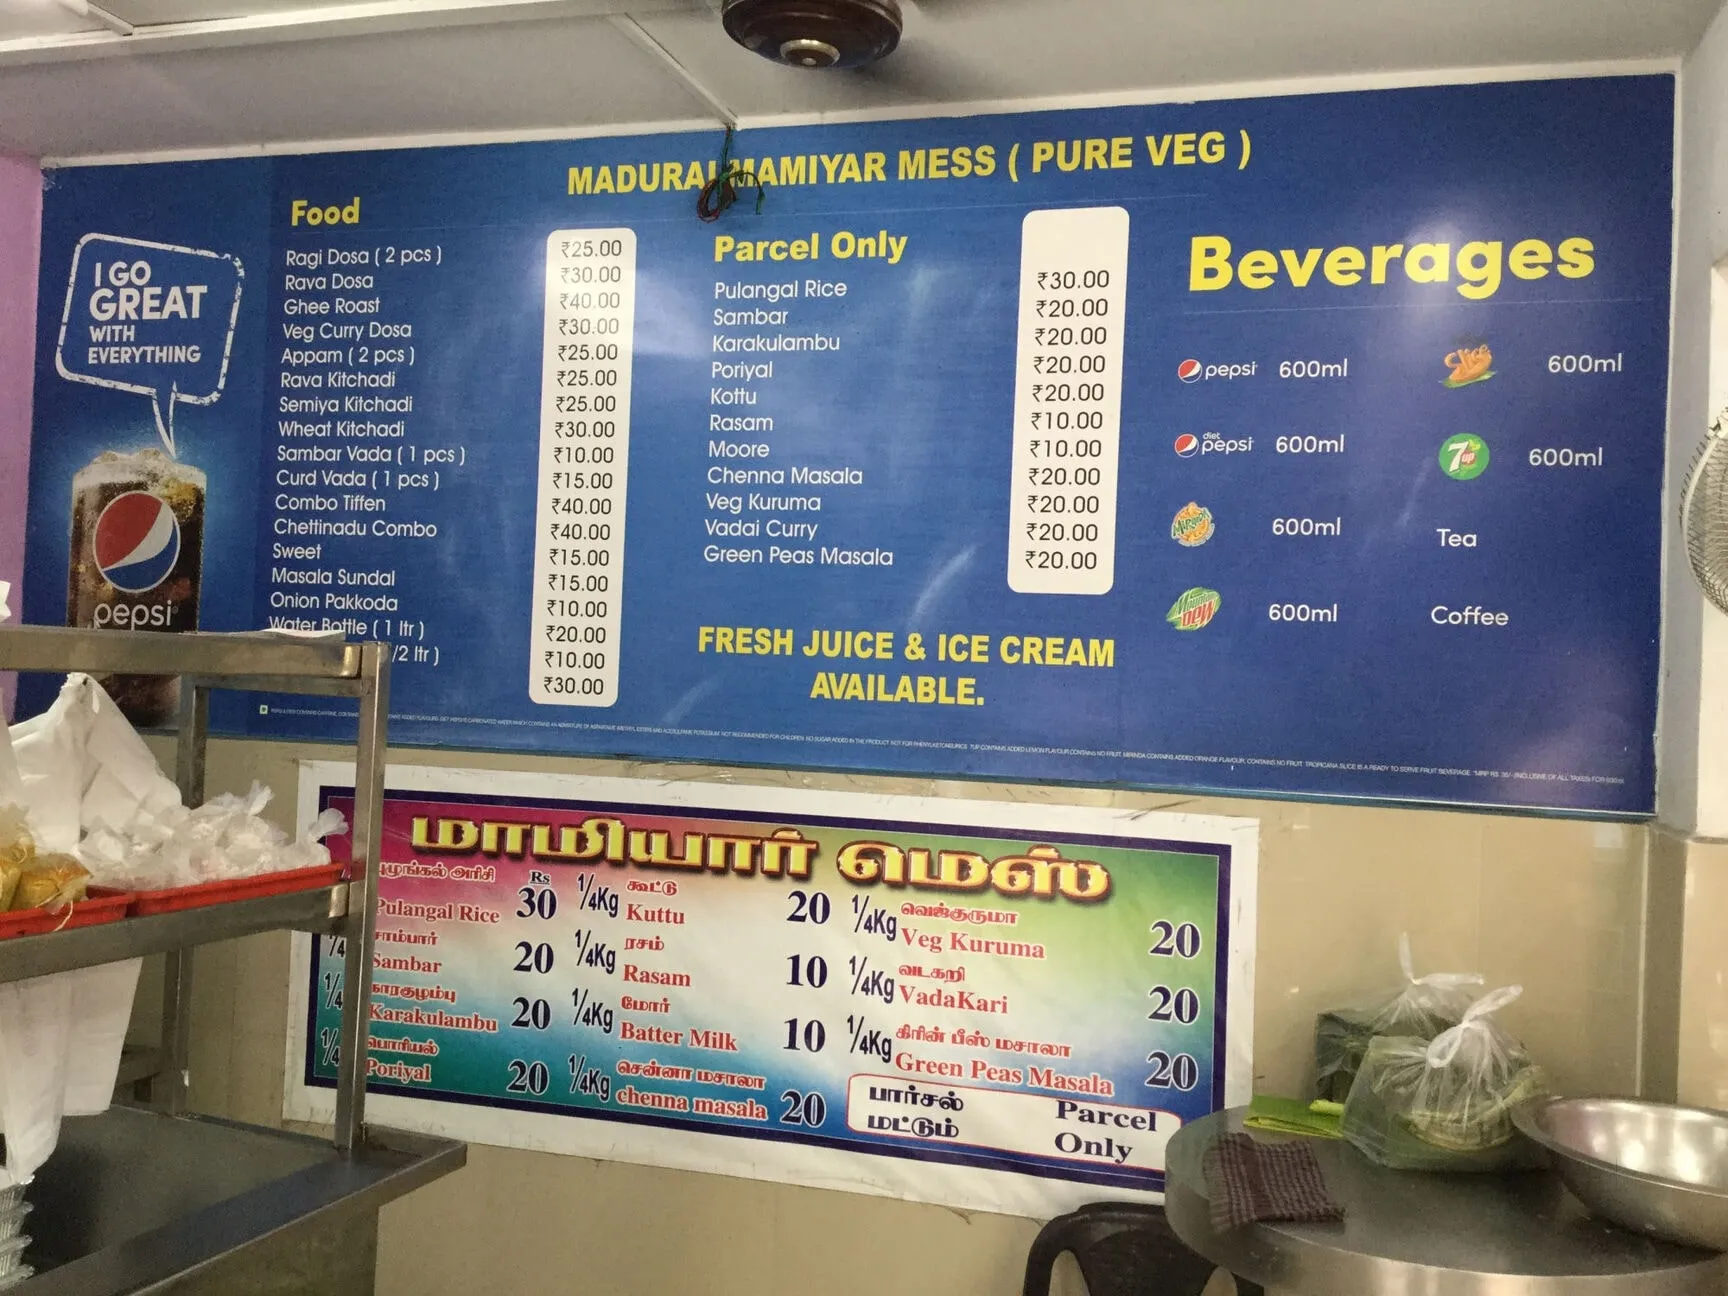 MADURAI MAMIYAR MESS ( PURE VEG )
I GO
GREAT
WITH
EVERYTHING
pepsi
Food
Ragi Dosa ( 2 pcs ) ₹25.00
Rava Dosa ₹30.00
Ghee Roast ₹40.00
Veg Curry Dosa ₹30.00
Appam ( 2 pcs ) ₹25.00
Rava Kitchadi ₹25.00
Semiya Kitchadi ₹25.00
Wheat Kitchadi ₹30.00
Sambar Vada ( 1 pcs ) ₹10.00
Curd Vada ( 1 pcs ) ₹15.00
Combo Tiffen ₹40.00
Chettinadu Combo ₹40.00
Sweet ₹15.00
Masala Sundal ₹15.00
Onion Pakkoda ₹10.00
Water Bottle ( 1 ltr ) ₹20.00
/2 ltr ) ₹10.00
₹30.00
Parcel Only
Pulangal Rice ₹30.00
Sambar ₹20.00
Karakulambu ₹20.00
Poriyal ₹20.00
Kottu ₹20.00
Rasam ₹10.00
Moore ₹10.00
Chenna Masala ₹20.00
Veg Kuruma ₹20.00
Vadai Curry ₹20.00
Green Peas Masala ₹20.00
FRESH JUICE & ICE CREAM
AVAILABLE.
Beverages
pepsi 600ml
Slice 600ml
diet pepsi 600ml
7up 600ml
Mirinda 600ml
Tea
Mountain DEW 600ml
Coffee
மாமியார் மெஸ்
புழுங்கல் அரிசி
Pulangal Rice Rs 30
சாம்பார்
1/4 Sambar 20
காரகுழம்பு
1/4 Karakulambu 20
பொரியல்
1/4 Poriyal 20
கூட்டு
1/4Kg Kuttu 20
ரசம்
1/4Kg Rasam 10
மோர்
1/4Kg Batter Milk 10
சென்னா மசாலா
1/4Kg chenna masala 20
வெஜ்குருமா
1/4Kg Veg Kuruma 20
வடகறி
1/4Kg VadaKari 20
கிரின் பீஸ் மசாலா
1/4Kg Green Peas Masala 20
பார்சல் மட்டும்
Parcel Only